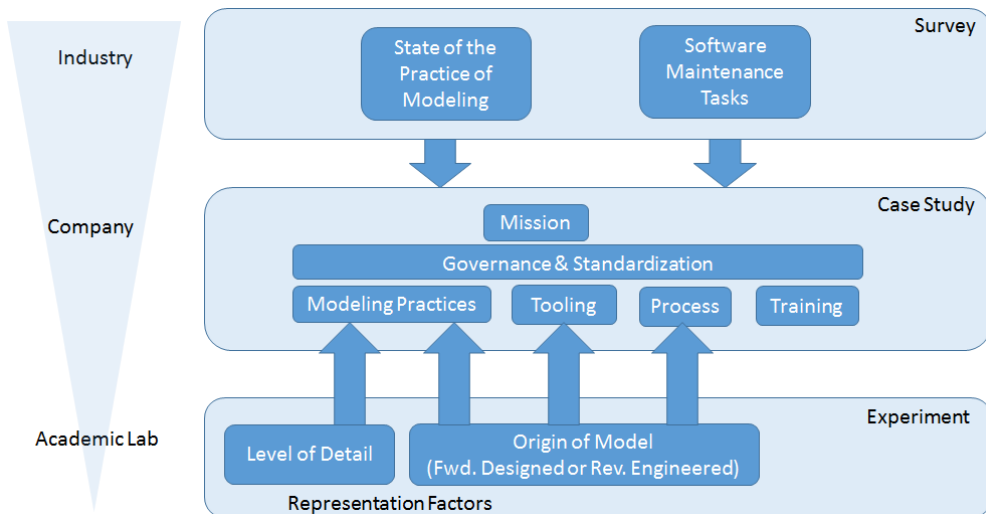 Survey
Industry
State of the
Practice of
Modeling
Software
Maintenance
Tasks
Case Study
Company
Mission
Governance & Standardization
Modeling Practices
Tooling
Process
Training
Experiment
Academic Lab
Level of Detail
Origin of Model
(Fwd. Designed or Rev. Engineered)
Representation Factors